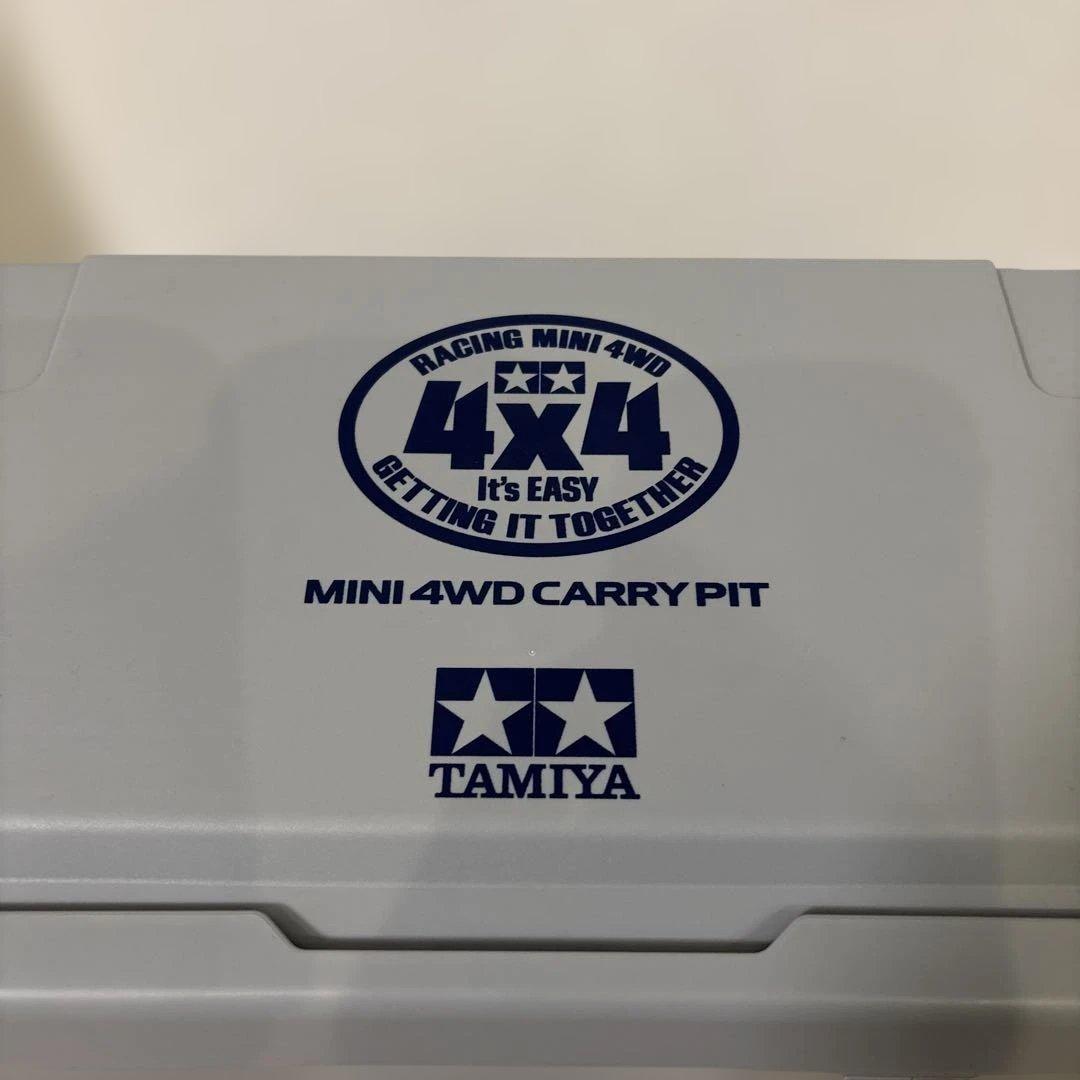 RACING MINI 4WD
4x4
It's EASY
GETTING IT TOGETHER
MINI 4WD CARRY PIT
TAMIYA